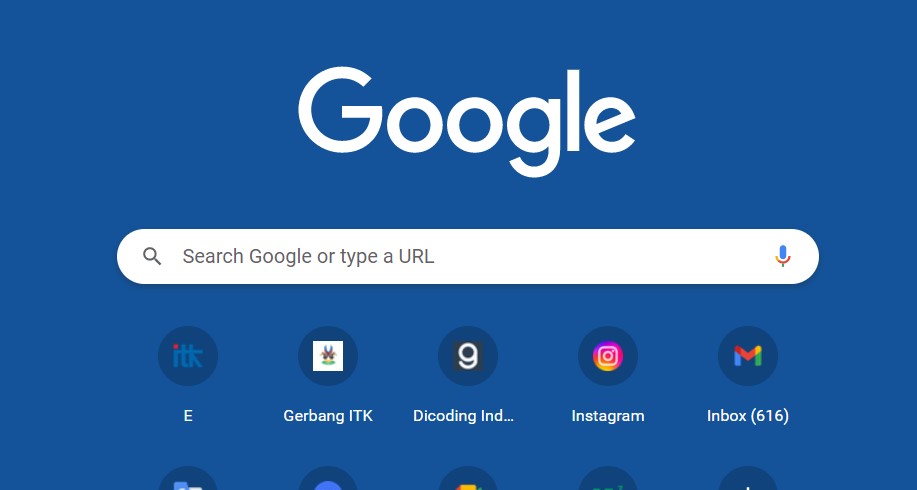 Google
Search Google or type a URL
itk
E
Gerbang ITK
Dicoding Ind...
Instagram
Inbox (616)